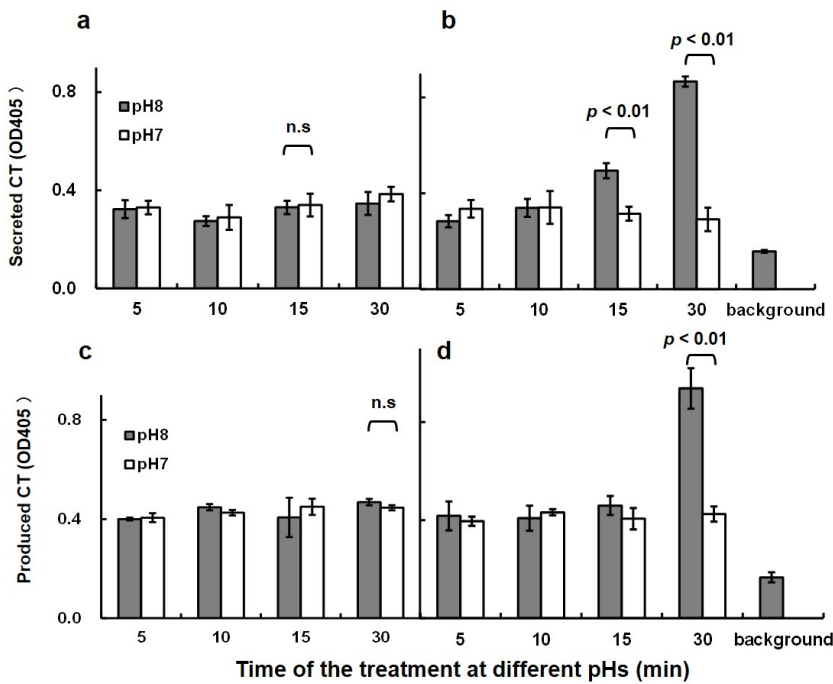 a
b
p < 0.01
0.8
pH8
pH7
n.s
p < 0.01
Secreted CT (OD405 )
0.4
0.0
5 10 15 30 5 10 15 30 background
c
d
p < 0.01
n.s
0.8
pH8
pH7
Produced CT (OD405 )
0.4
0.0
5 10 15 30 5 10 15 30 background
Time of the treatment at different pHs (min)